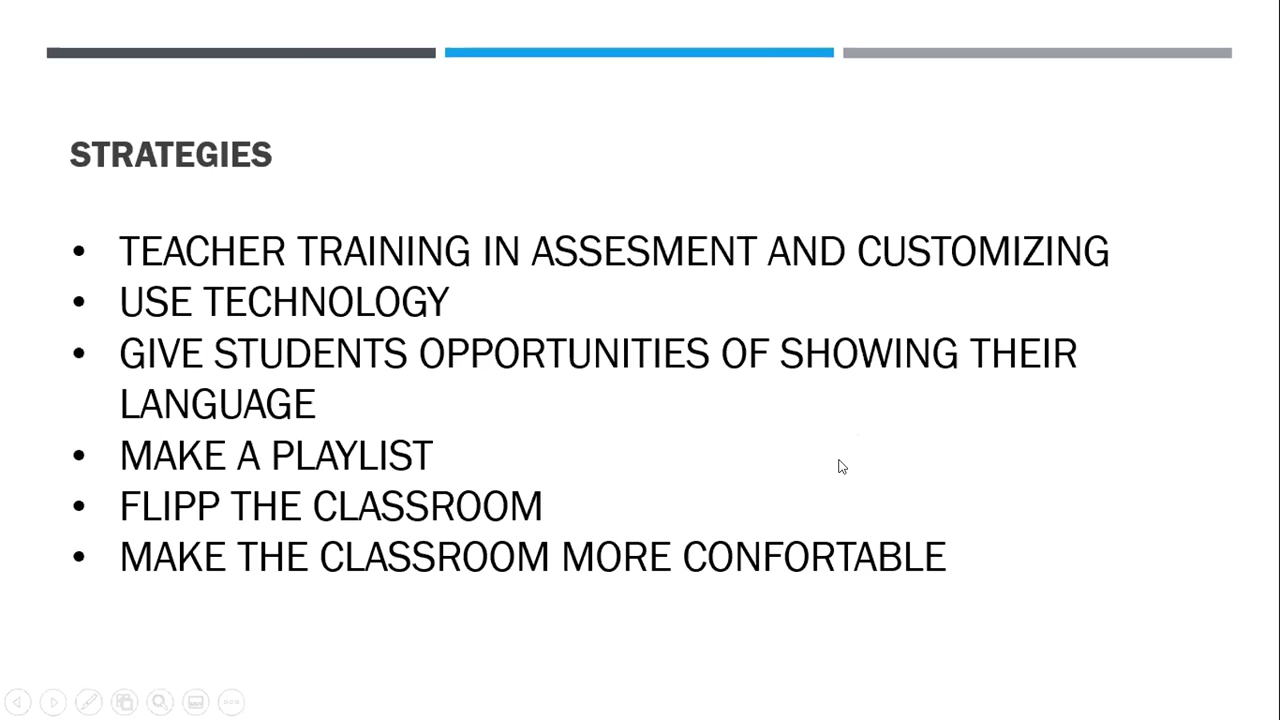 STRATEGIES
• TEACHER TRAINING IN ASSESMENT AND CUSTOMIZING
• USE TECHNOLOGY
• GIVE STUDENTS OPPORTUNITIES OF SHOWING THEIR
LANGUAGE
• MAKE A PLAYLIST
• FLIPP THE CLASSROOM
• MAKE THE CLASSROOM MORE CONFORTABLE